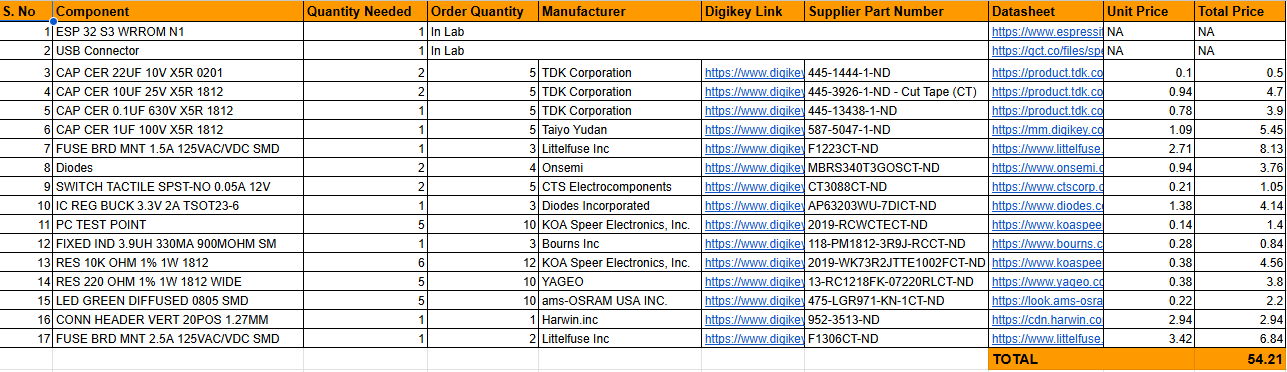 S. No Component Quantity Needed Order Quantity Manufacturer Digikey Link Supplier Part Number Datasheet Unit Price Total Price
1 ESP 32 S3 WRROM N1 1 In Lab https://www.espressif NA NA
2 USB Connector 1 In Lab https://gct.co/files/spe NA NA
3 CAP CER 22UF 10V X5R 0201 2 5 TDK Corporation https://www.digikey 445-1444-1-ND https://product.tdk.co 0.1 0.5
4 CAP CER 10UF 25V X5R 1812 2 5 TDK Corporation https://www.digikey 445-3926-1-ND - Cut Tape (CT) https://product.tdk.co 0.94 4.7
5 CAP CER 0.1UF 630V X5R 1812 1 5 TDK Corporation https://www.digikey 445-13438-1-ND https://product.tdk.co 0.78 3.9
6 CAP CER 1UF 100V X5R 1812 1 5 Taiyo Yudan https://www.digikey 587-5047-1-ND https://mm.digikey.co 1.09 5.45
7 FUSE BRD MNT 1.5A 125VAC/VDC SMD 1 3 Littelfuse Inc https://www.digikey F1223CT-ND https://www.littelfuse. 2.71 8.13
8 Diodes 2 4 Onsemi https://www.digikey MBRS340T3GOSCT-ND https://www.onsemi.c 0.94 3.76
9 SWITCH TACTILE SPST-NO 0.05A 12V 2 5 CTS Electrocomponents https://www.digikey CT3088CT-ND https://www.ctscorp.c 0.21 1.05
10 IC REG BUCK 3.3V 2A TSOT23-6 1 3 Diodes Incorporated https://www.digikey AP63203WU-7DICT-ND https://www.diodes.c 1.38 4.14
11 PC TEST POINT 5 10 KOA Speer Electronics, Inc. https://www.digikey 2019-RCWCTECT-ND https://www.koaspee 0.14 1.4
12 FIXED IND 3.9UH 330MA 900MOHM SM 1 3 Bourns Inc https://www.digikey 118-PM1812-3R9J-RCCT-ND https://www.bourns.c 0.28 0.84
13 RES 10K OHM 1% 1W 1812 6 12 KOA Speer Electronics, Inc. https://www.digikey 2019-WK73R2JTTE1002FCT-ND https://www.koaspee 0.38 4.56
14 RES 220 OHM 1% 1W 1812 WIDE 5 10 YAGEO https://www.digikey 13-RC1218FK-07220RLCT-ND https://www.yageo.c 0.38 3.8
15 LED GREEN DIFFUSED 0805 SMD 5 10 ams-OSRAM USA INC. https://www.digikey 475-LGR971-KN-1CT-ND https://look.ams-osra 0.22 2.2
16 CONN HEADER VERT 20POS 1.27MM 1 1 Harwin.inc https://www.digikey 952-3513-ND https://cdn.harwin.co 2.94 2.94
17 FUSE BRD MNT 2.5A 125VAC/VDC SMD 1 2 Littelfuse Inc https://www.digikey F1306CT-ND https://www.littelfuse. 3.42 6.84
TOTAL 54.21